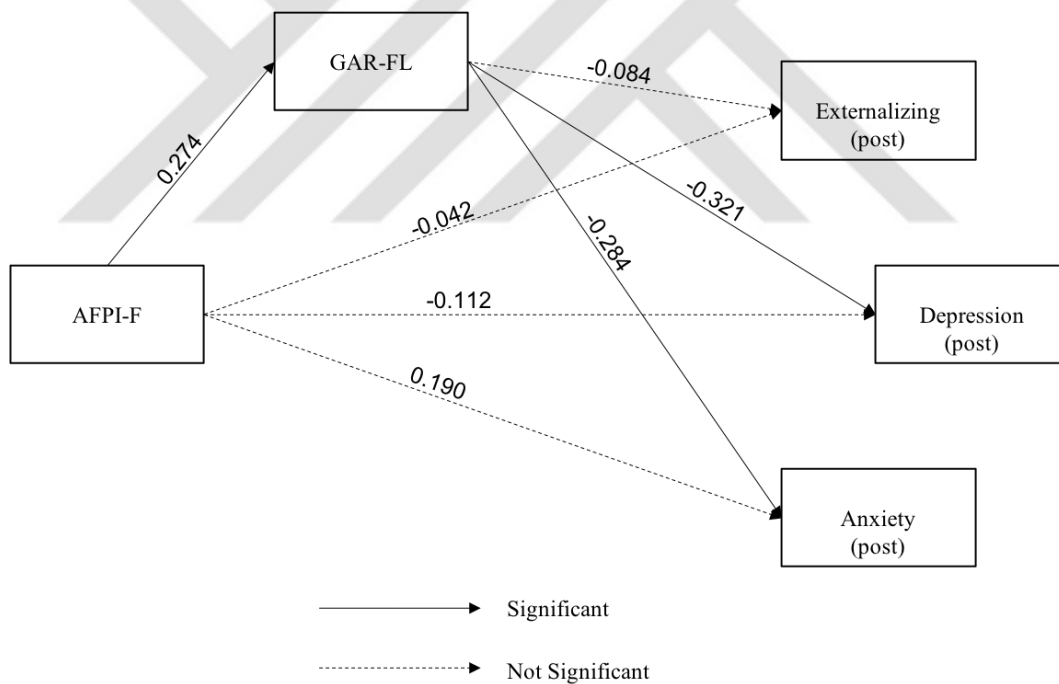 GAR-FL
-0.084
Externalizing
(post)
0.274
-0.042
-0.321
-0.284
AFPI-F
-0.112
Depression
(post)
0.190
Anxiety
(post)
Significant
Not Significant